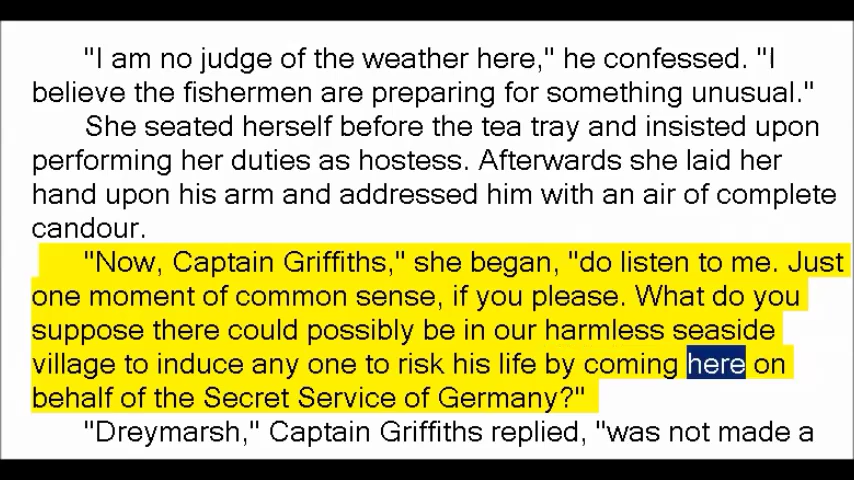 "I am no judge of the weather here," he confessed. "I
believe the fishermen are preparing for something unusual."
She seated herself before the tea tray and insisted upon
performing her duties as hostess. Afterwards she laid her
hand upon his arm and addressed him with an air of complete
candour.
"Now, Captain Griffiths," she began, "do listen to me. Just
one moment of common sense, if you please. What do you
suppose there could possibly be in our harmless seaside
village to induce any one to risk his life by coming here on
behalf of the Secret Service of Germany?"
"Dreymarsh," Captain Griffiths replied, "was not made a